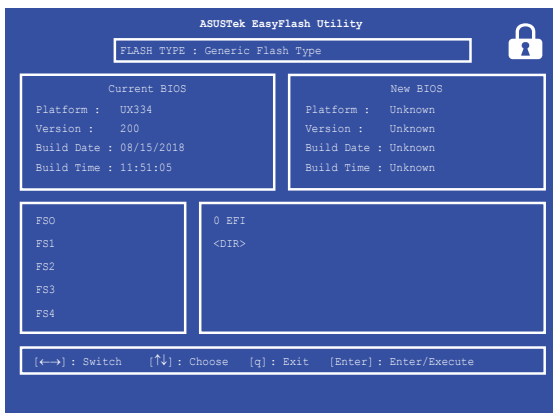 ASUSTek EasyFlash Utility
FLASH TYPE : Generic Flash Type
Current BIOS
Platform : UX334
Version : 200
Build Date : 08/15/2018
Build Time : 11:51:05
New BIOS
Platform : Unknown
Version : Unknown
Build Date : Unknown
Build Time : Unknown
FSO
FS1
FS2
FS3
FS4
0 EFI
<DIR>
[←→] : Switch [↑↓] : Choose [q] : Exit [Enter] : Enter/Execute